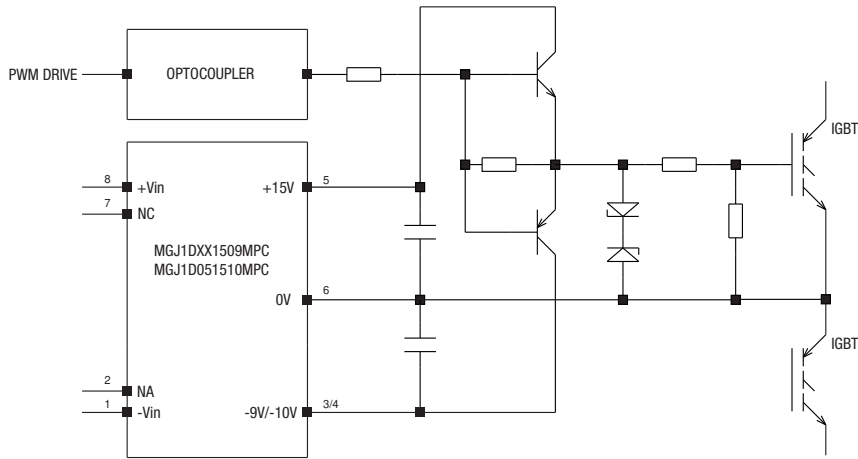 PWM DRIVE
OPTOCOUPLER
IGBT
8
+Vin
+15V
5
7
NC
MGJ1DXX1509MPC
MGJ1D051510MPC
0V
6
IGBT
2
NA
1
-Vin
-9V/-10V
3/4